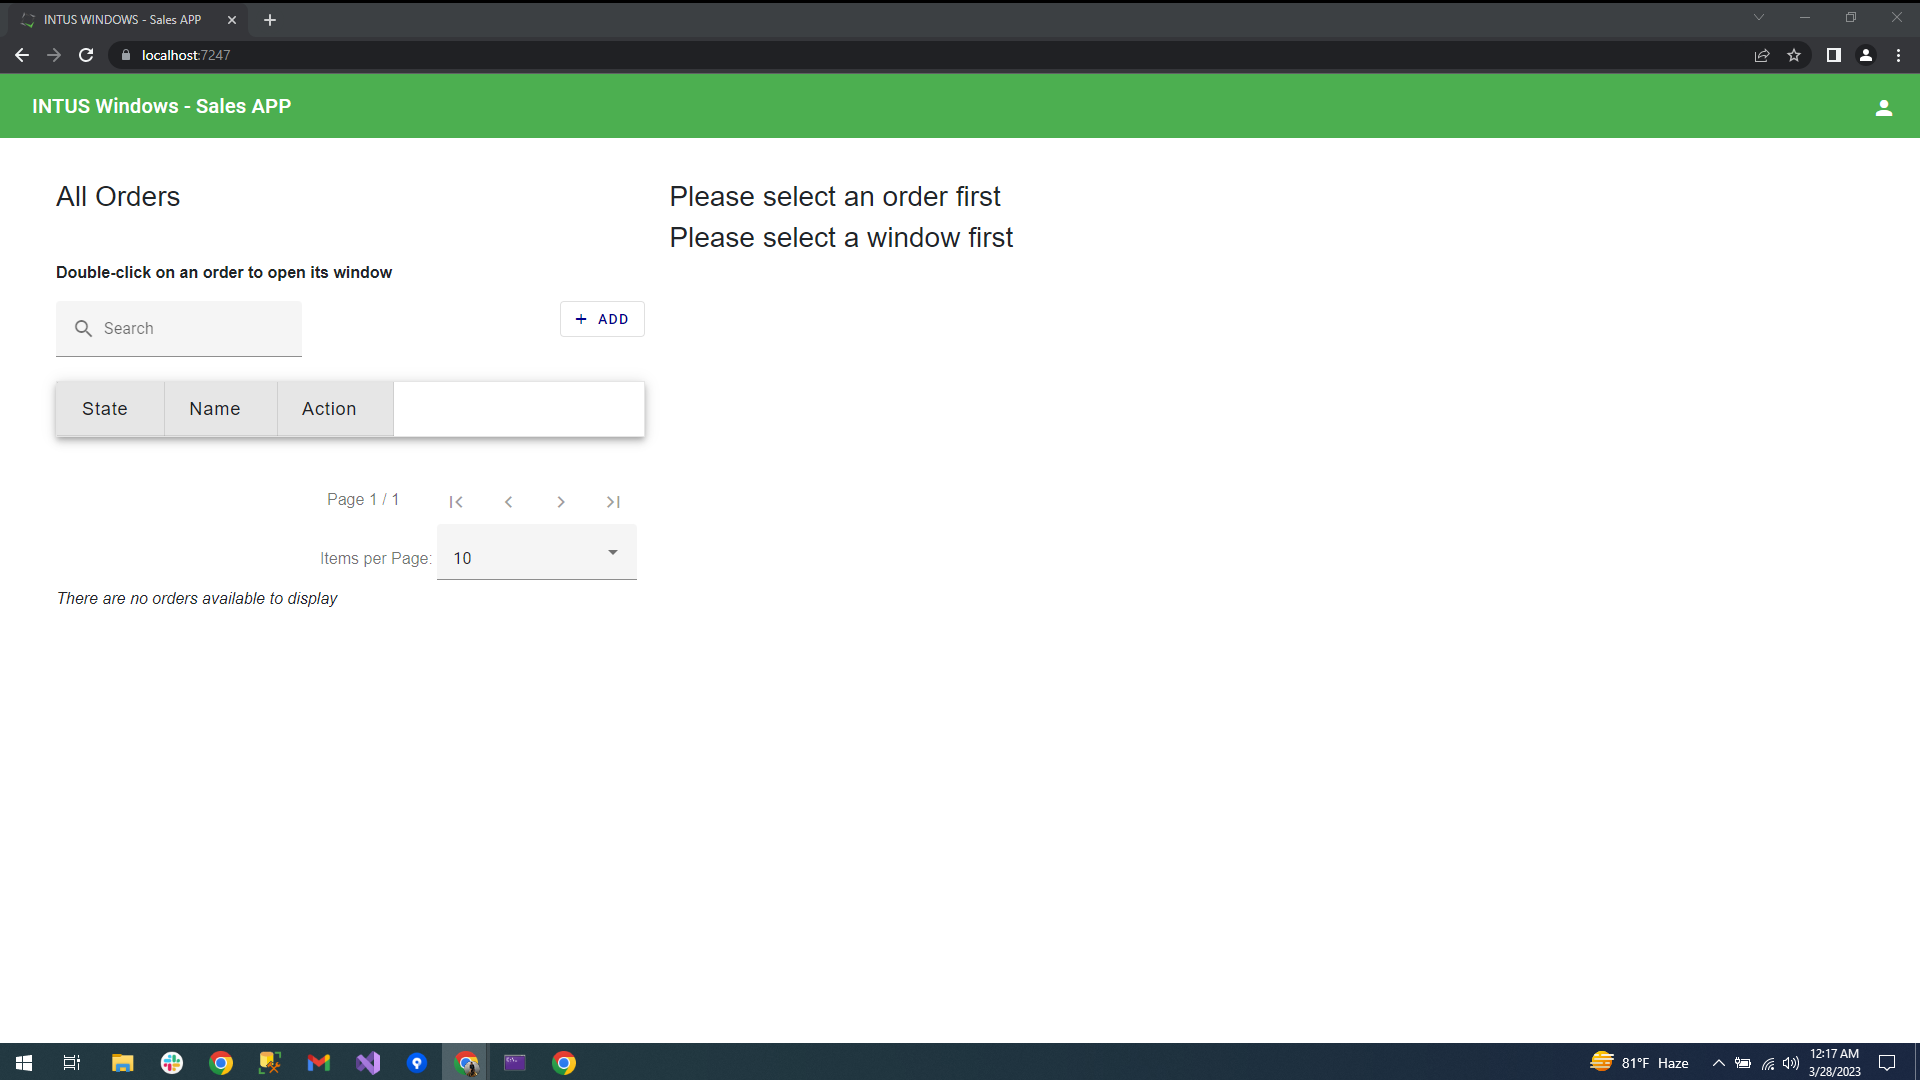 INTUS WINDOWS - Sales APP
localhost:7247
INTUS Windows - Sales APP
All Orders
Please select an order first
Please select a window first
Double-click on an order to open its window
Search
+ ADD
State Name Action
Page 1 / 1
Items per Page: 10
There are no orders available to display
81°F Haze
12:17 AM
3/28/2023